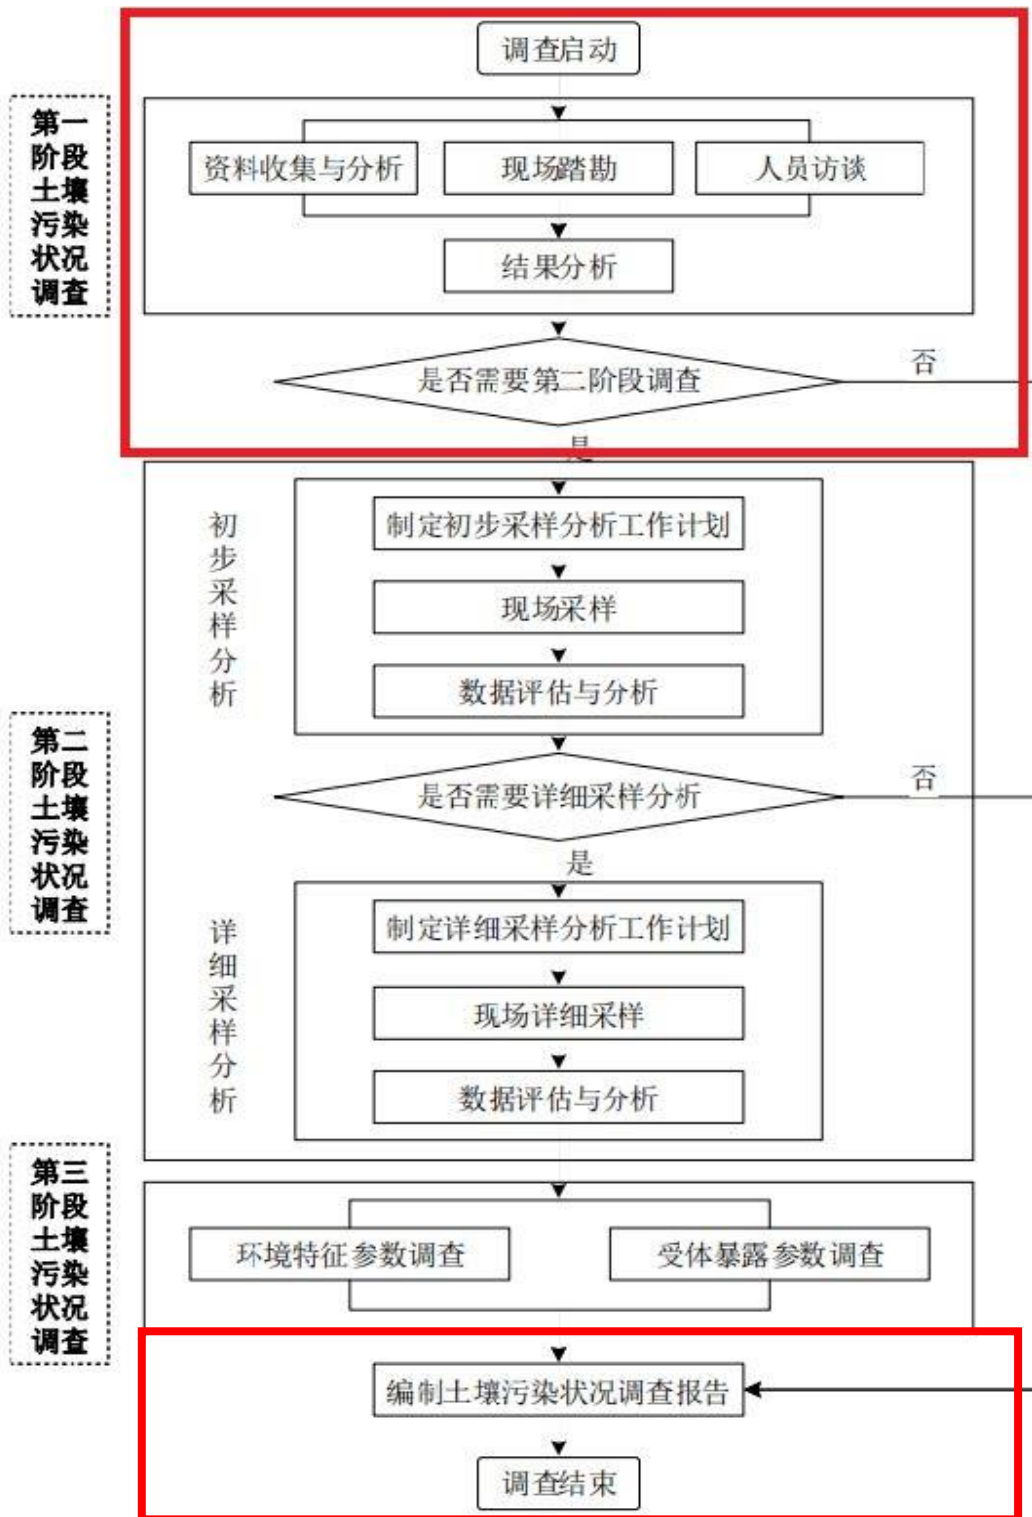 调查启动
第一
阶段
土壤
污染
状况
调查
资料收集与分析
现场踏勘
人员访谈
结果分析
是否需要第二阶段调查
否
是
初
步
采
样
分
析
制定初步采样分析工作计划
现场采样
数据评估与分析
第二
阶段
土壤
污染
状况
调查
是否需要详细采样分析
否
是
详
细
采
样
分
析
制定详细采样分析工作计划
现场详细采样
数据评估与分析
第三
阶段
土壤
污染
状况
调查
环境特征参数调查
受体暴露参数调查
编制土壤污染状况调查报告
调查结束